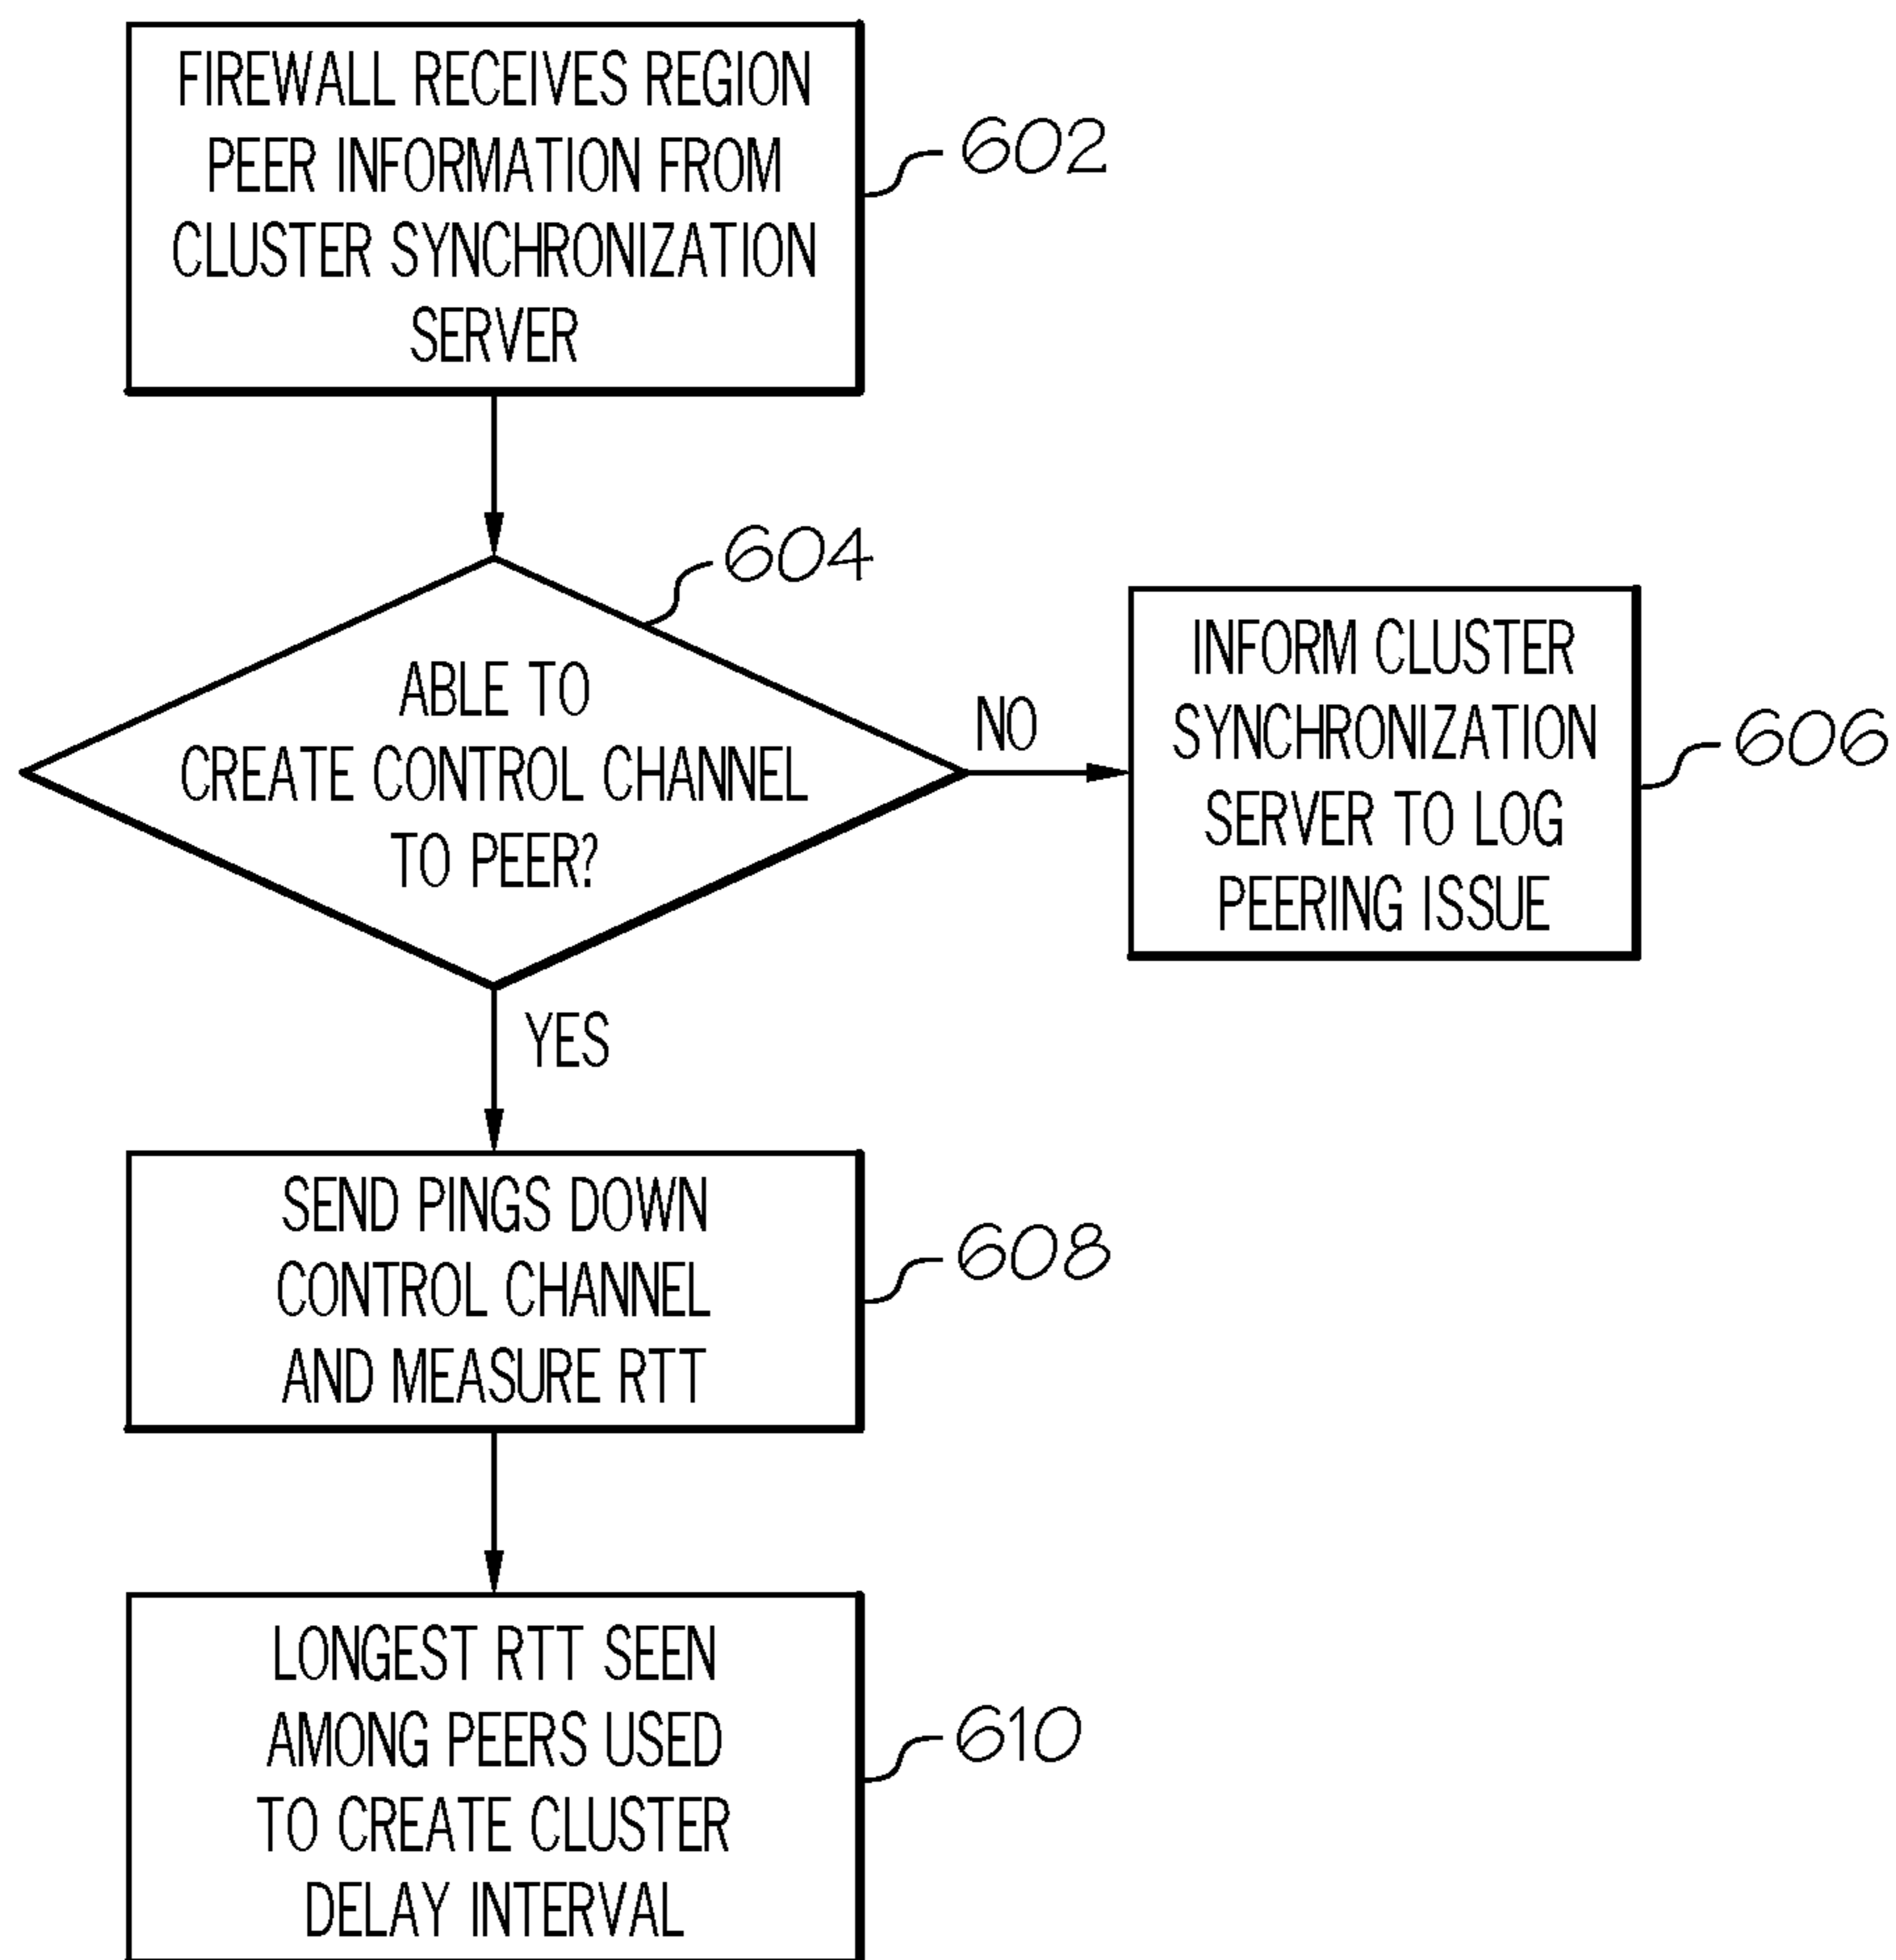 FIREWALL RECEIVES REGION
PEER INFORMATION FROM
CLUSTER SYNCHRONIZATION
SERVER
602
604
ABLE TO
CREATE CONTROL CHANNEL
TO PEER?
NO
INFORM CLUSTER
SYNCHRONIZATION
SERVER TO LOG
PEERING ISSUE
606
YES
SEND PINGS DOWN
CONTROL CHANNEL
AND MEASURE RTT
608
LONGEST RTT SEEN
AMONG PEERS USED
TO CREATE CLUSTER
DELAY INTERVAL
610